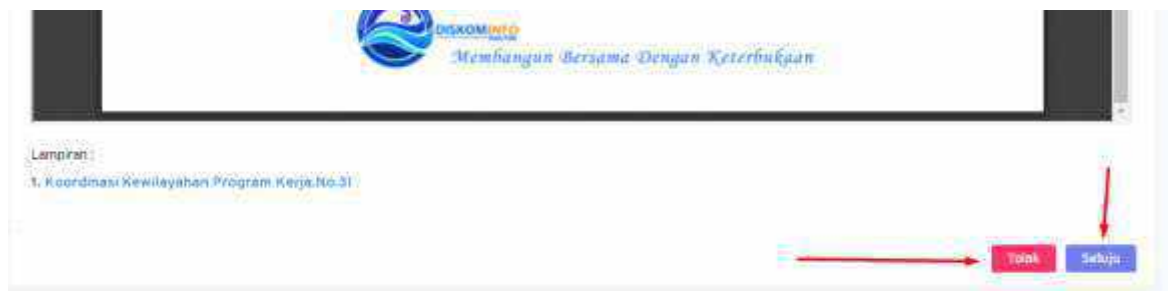 DISKOMINFO
Membangun Bersama Dengan Keterbukaan
Lampiran :
1. Koordinasi Kewilayahan Program Kerja.No.31
Tolak Setuju